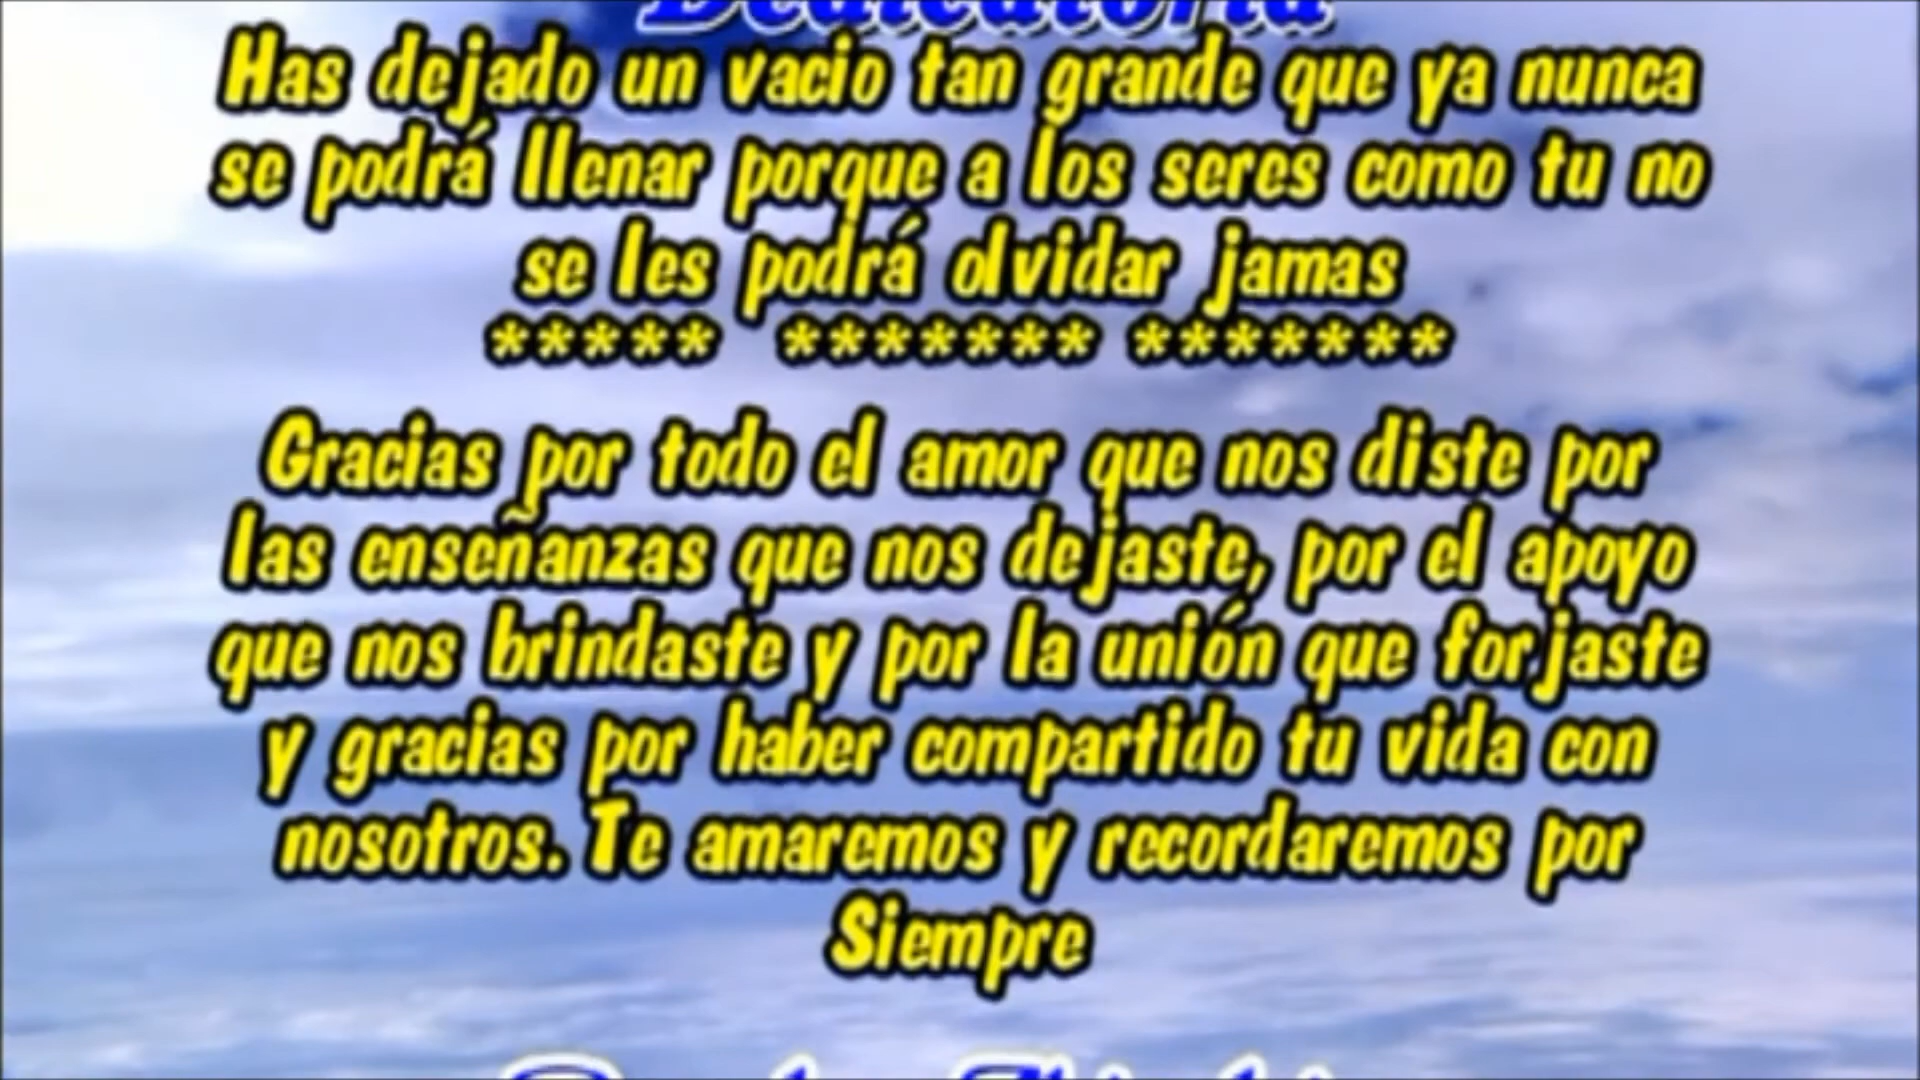 Dedicatoria
Has dejado un vacio tan grande que ya nunca
se podrá llenar porque a los seres como tu no
se les podrá olvidar jamas
***** ******* *******
Gracias por todo el amor que nos diste por
las enseñanzas que nos dejaste, por el apoyo
que nos brindaste y por la unión que forjaste
y gracias por haber compartido tu vida con
nosotros. Te amaremos y recordaremos por
Siempre